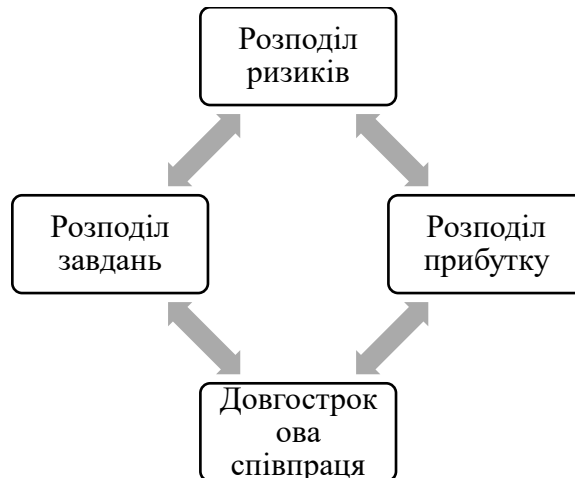 Розподіл
ризиків
Розподіл
завдань
Розподіл
прибутку
Довгострок
ова
співпраця